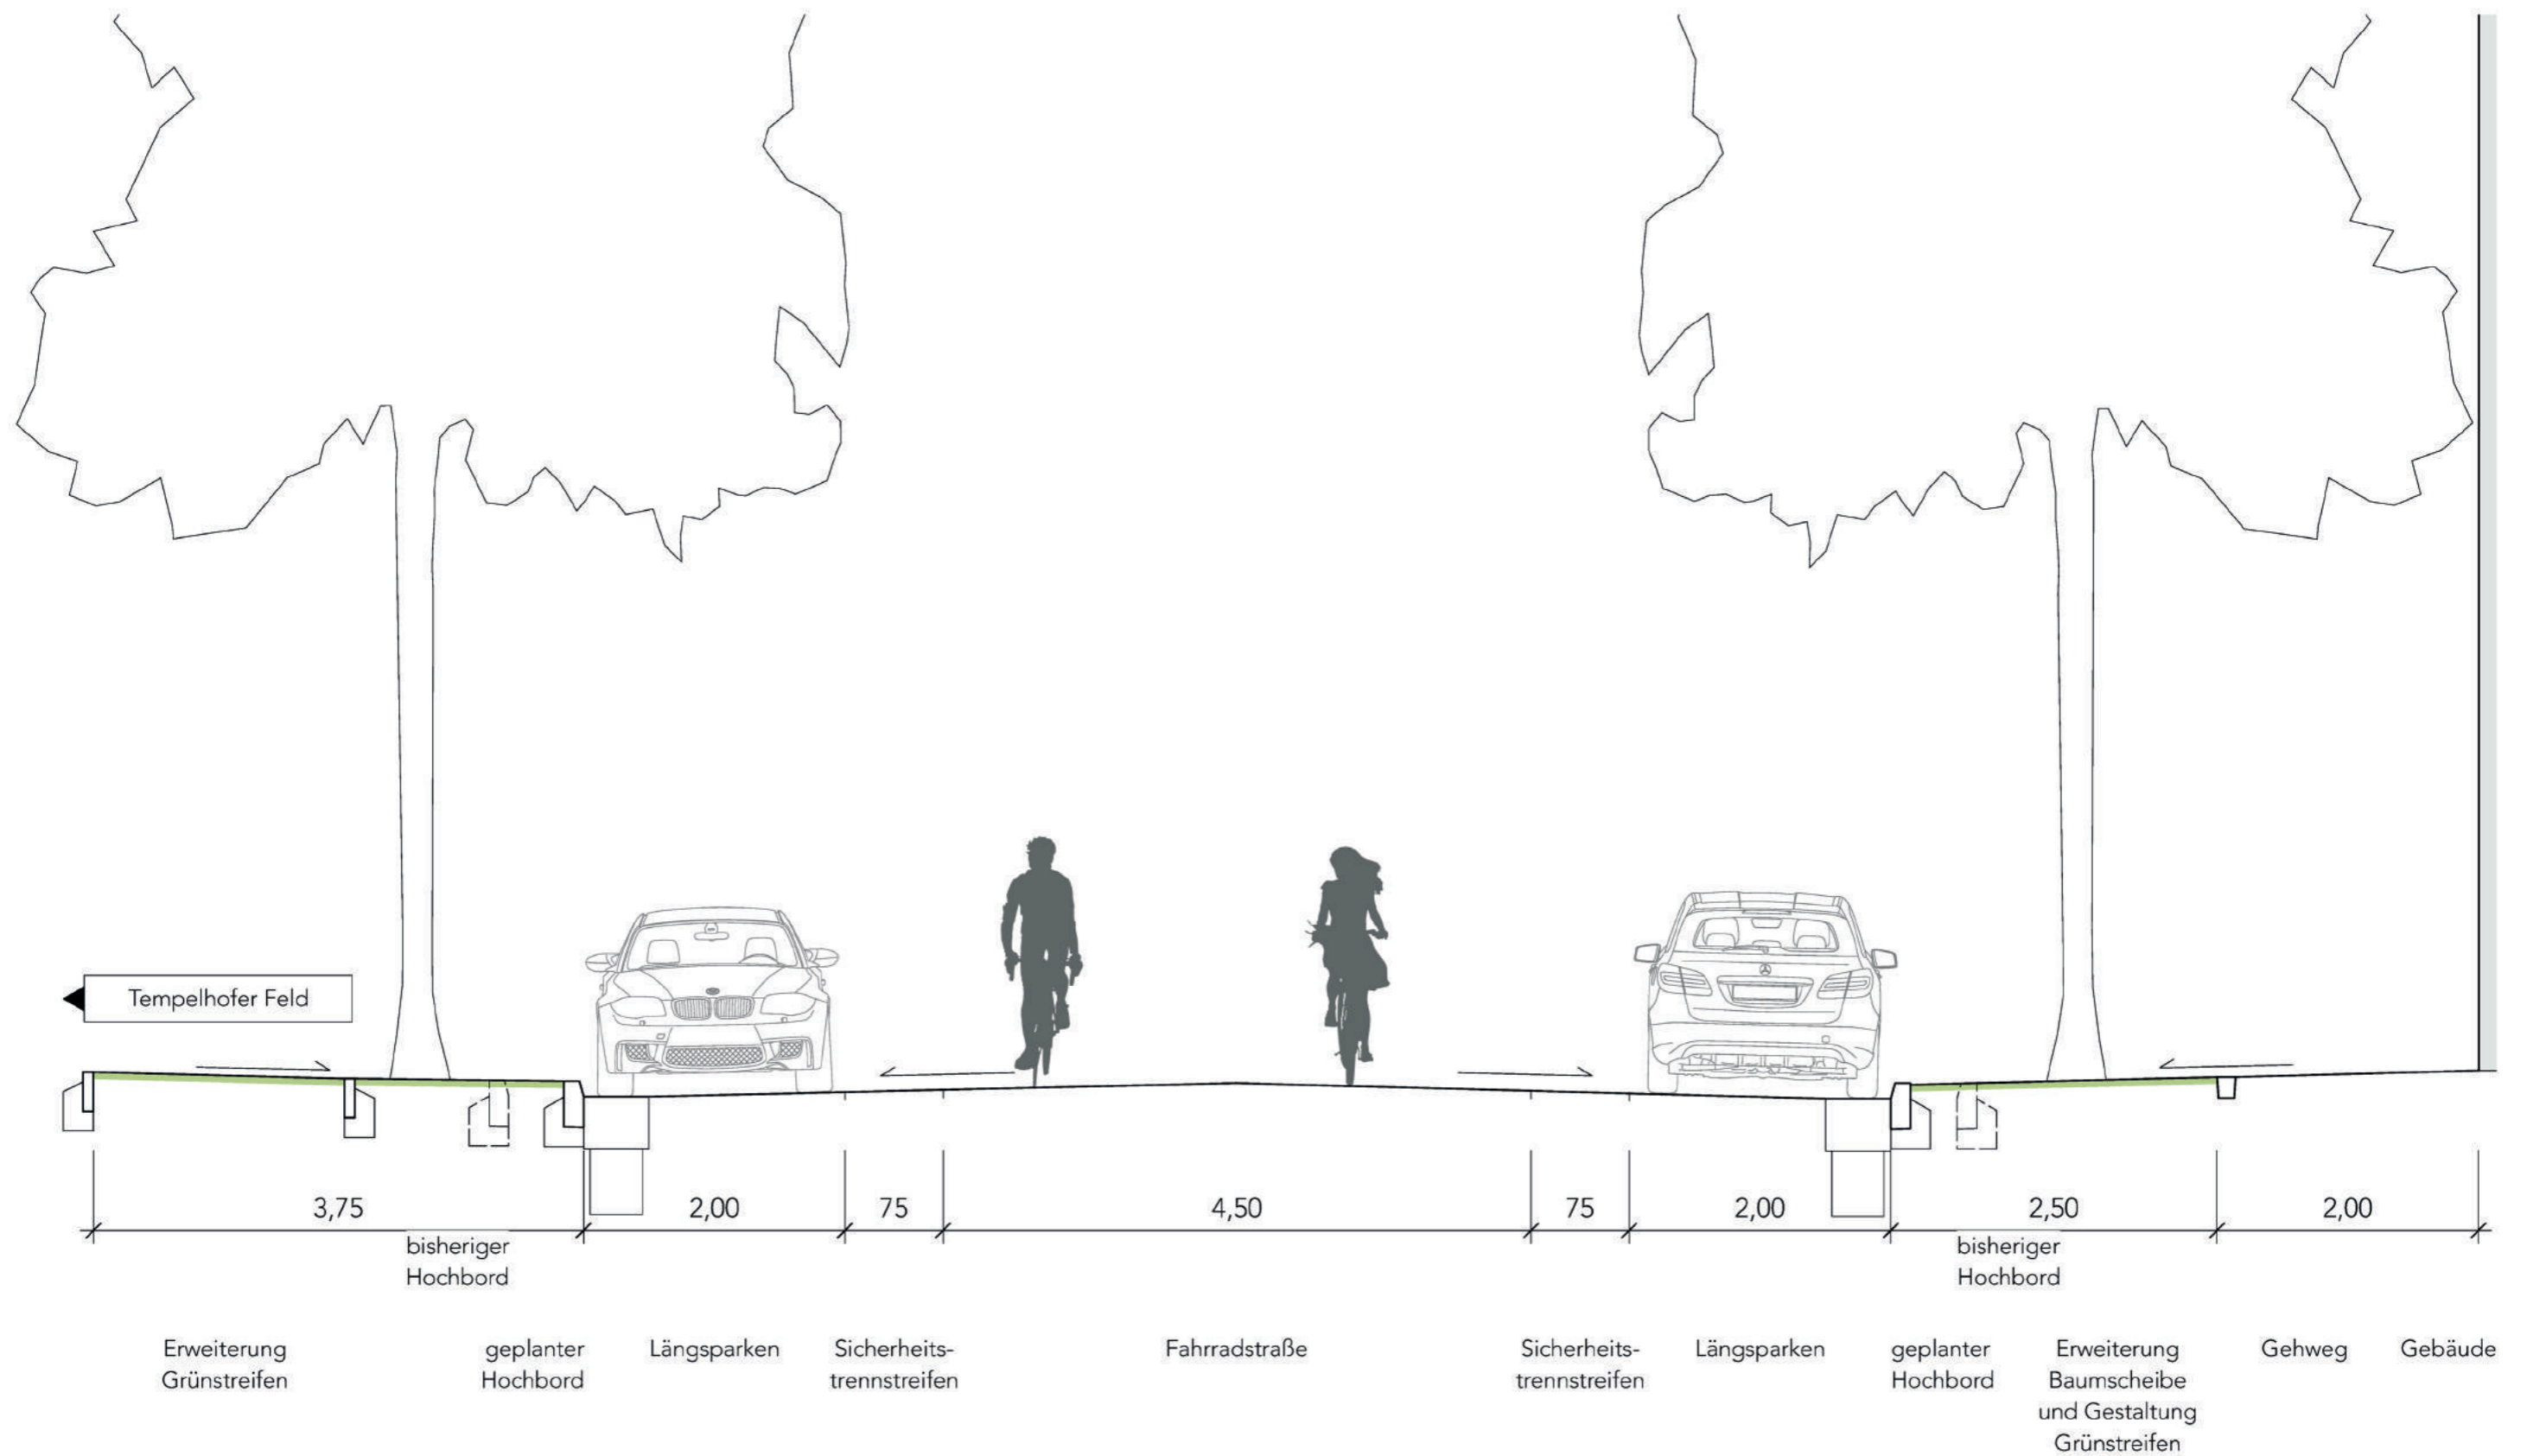 Tempelhofer Feld
3,75
2,00
75
4,50
75
2,00
2,50
2,00
bisheriger
Hochbord
bisheriger
Hochbord
Erweiterung
Grünstreifen
geplanter
Hochbord
Längsparken
Sicherheits-
trennstreifen
Fahrradstraße
Sicherheits-
trennstreifen
Längsparken
geplanter
Hochbord
Erweiterung
Baumscheibe
und Gestaltung
Grünstreifen
Gehweg
Gebäude